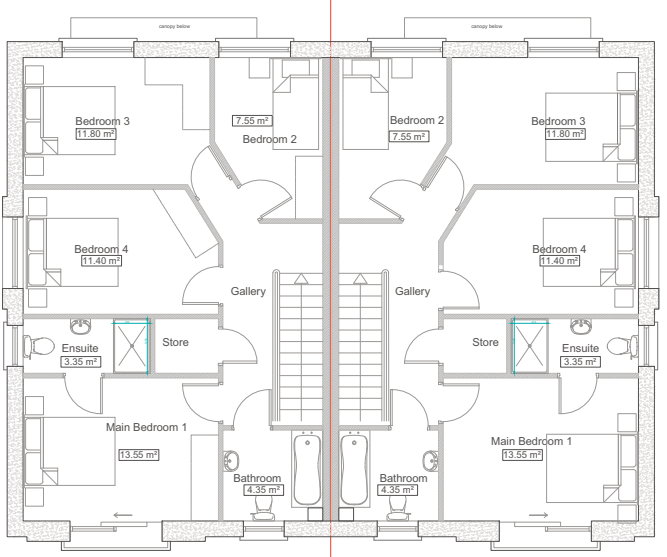 canopy below
canopy below
Bedroom 3
11.80 m²
7.55 m²
Bedroom 2
Bedroom 2
7.55 m²
Bedroom 3
11.80 m²
Bedroom 4
11.40 m²
Bedroom 4
11.40 m²
Gallery
Gallery
Ensuite
3.35 m²
Store
Store
Ensuite
3.35 m²
Main Bedroom 1
13.55 m²
Main Bedroom 1
13.55 m²
Bathroom
4.35 m²
Bathroom
4.35 m²